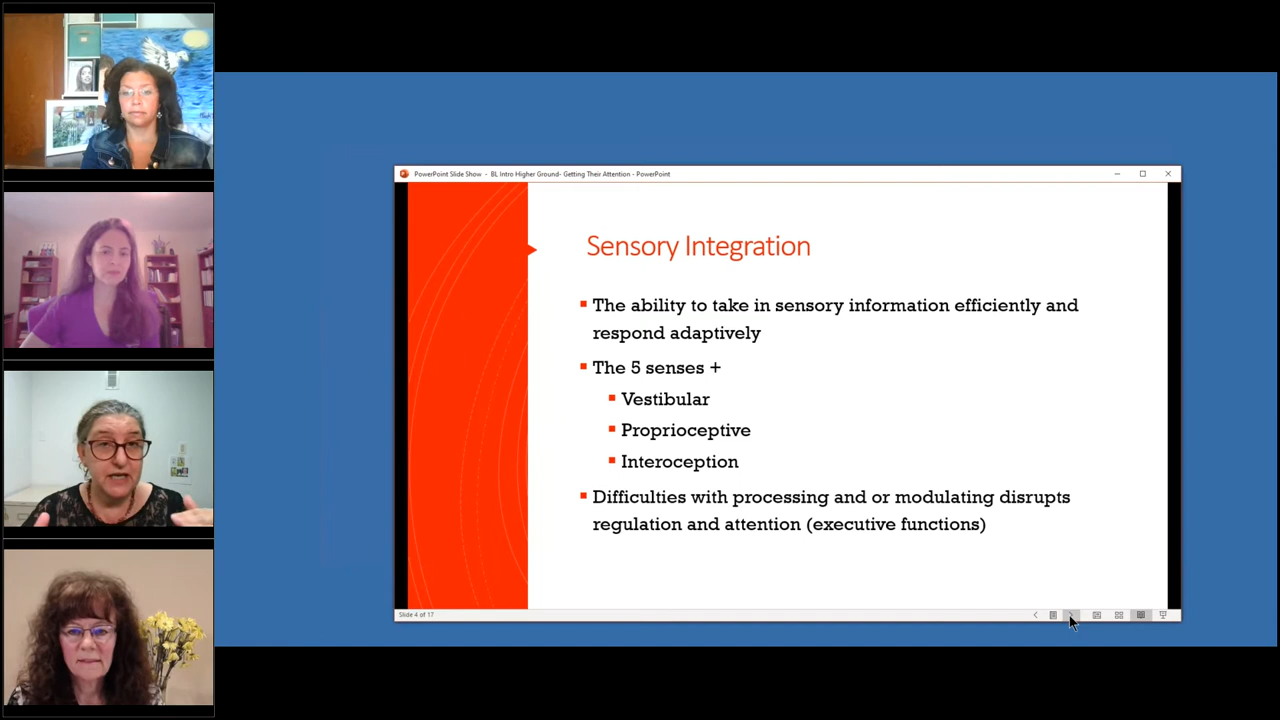 PowerPoint Slide Show - BL Intro Higher Ground- Getting Their Attention - PowerPoint
Sensory Integration
The ability to take in sensory information efficiently and
respond adaptively
The 5 senses +
Vestibular
Proprioceptive
Interoception
Difficulties with processing and or modulating disrupts
regulation and attention (executive functions)
Slide 4 of 17